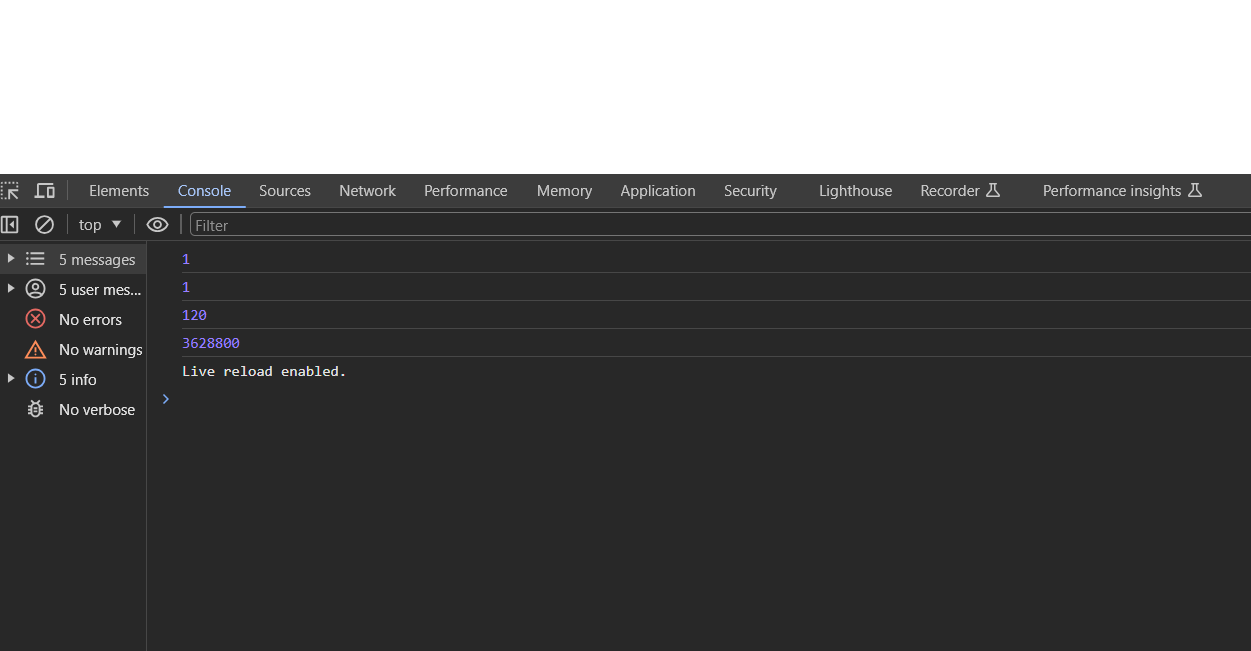 Elements Console Sources Network Performance Memory Application Security Lighthouse Recorder Performance insights
top Filter
5 messages
5 user mes...
No errors
No warnings
5 info
No verbose
1
1
120
3628800
Live reload enabled.